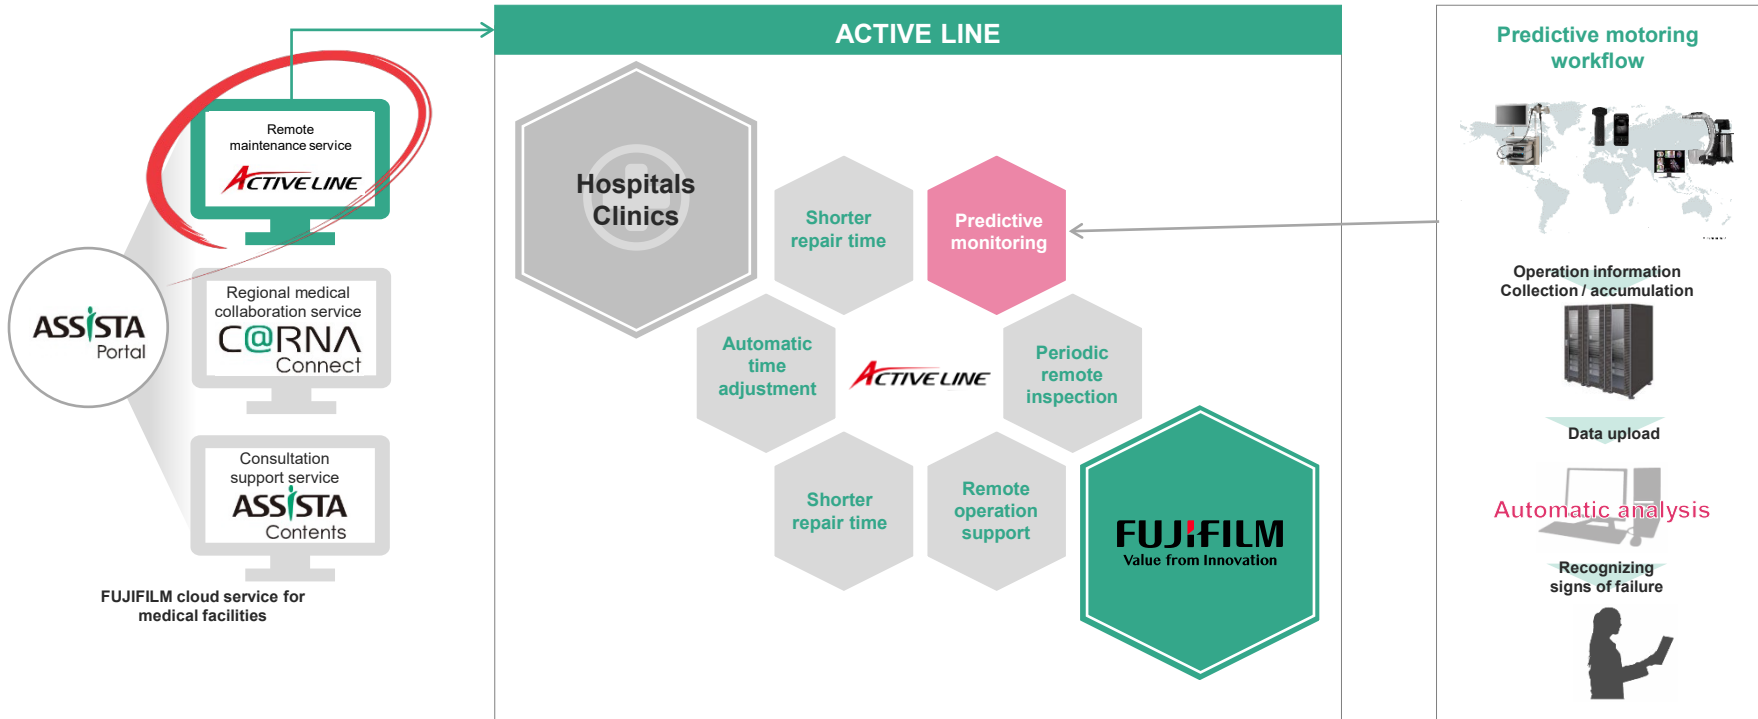 Remote
maintenance service
ACTIVE LINE
ASSISTA
Portal
Regional medical
collaboration service
C@RNA
Connect
Consultation
support service
ASSISTA
Contents
FUJIFILM cloud service for
medical facilities
ACTIVE LINE
Hospitals
Clinics
Shorter
repair time
Predictive
monitoring
Automatic
time
adjustment
ACTIVE LINE
Periodic
remote
inspection
Shorter
repair time
Remote
operation
support
FUJIFILM
Value from Innovation
Predictive motoring
workflow
Operation information
Collection / accumulation
Data upload
Automatic analysis
Recognizing
signs of failure